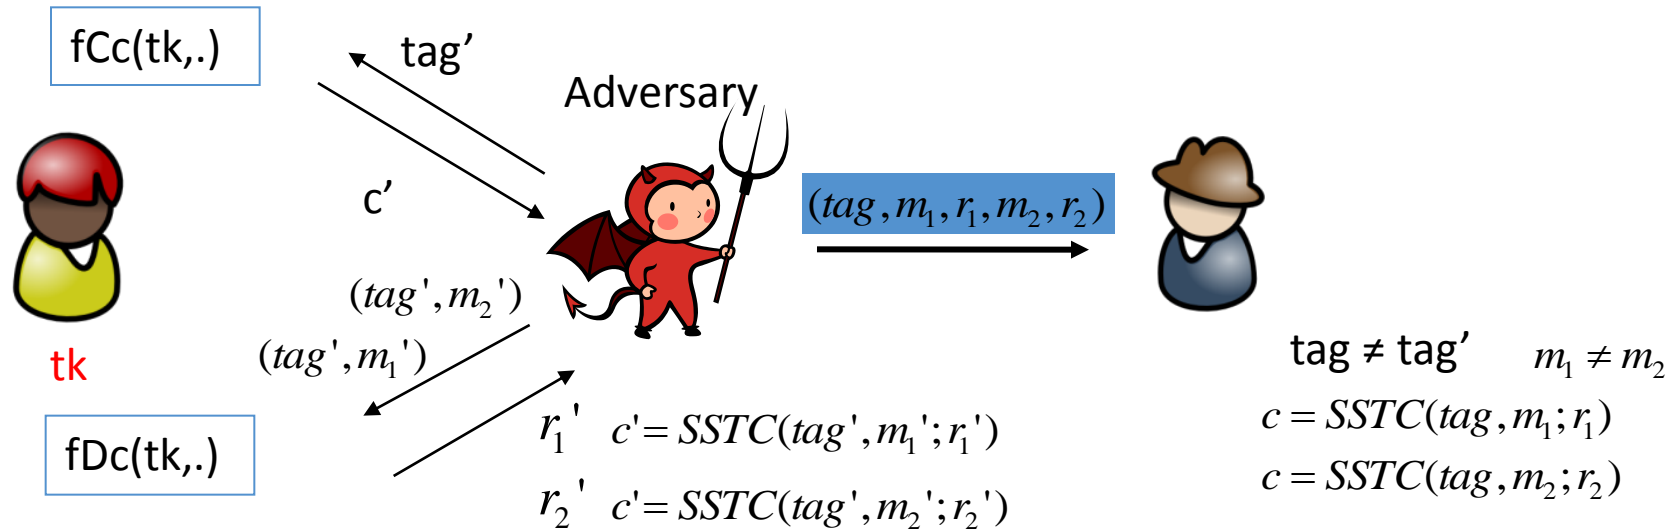 fCc(tk,.)
tag’
Adversary
c’
(tag,m₁,r₁,m₂,r₂)
(tag',m₂')
(tag',m₁')
tk
fDc(tk,.)
r₁' c'=SSTC(tag',m₁';r₁')
r₂' c'=SSTC(tag',m₂';r₂')
tag ≠ tag’ m₁ ≠ m₂
c = SSTC(tag,m₁;r₁)
c = SSTC(tag,m₂;r₂)